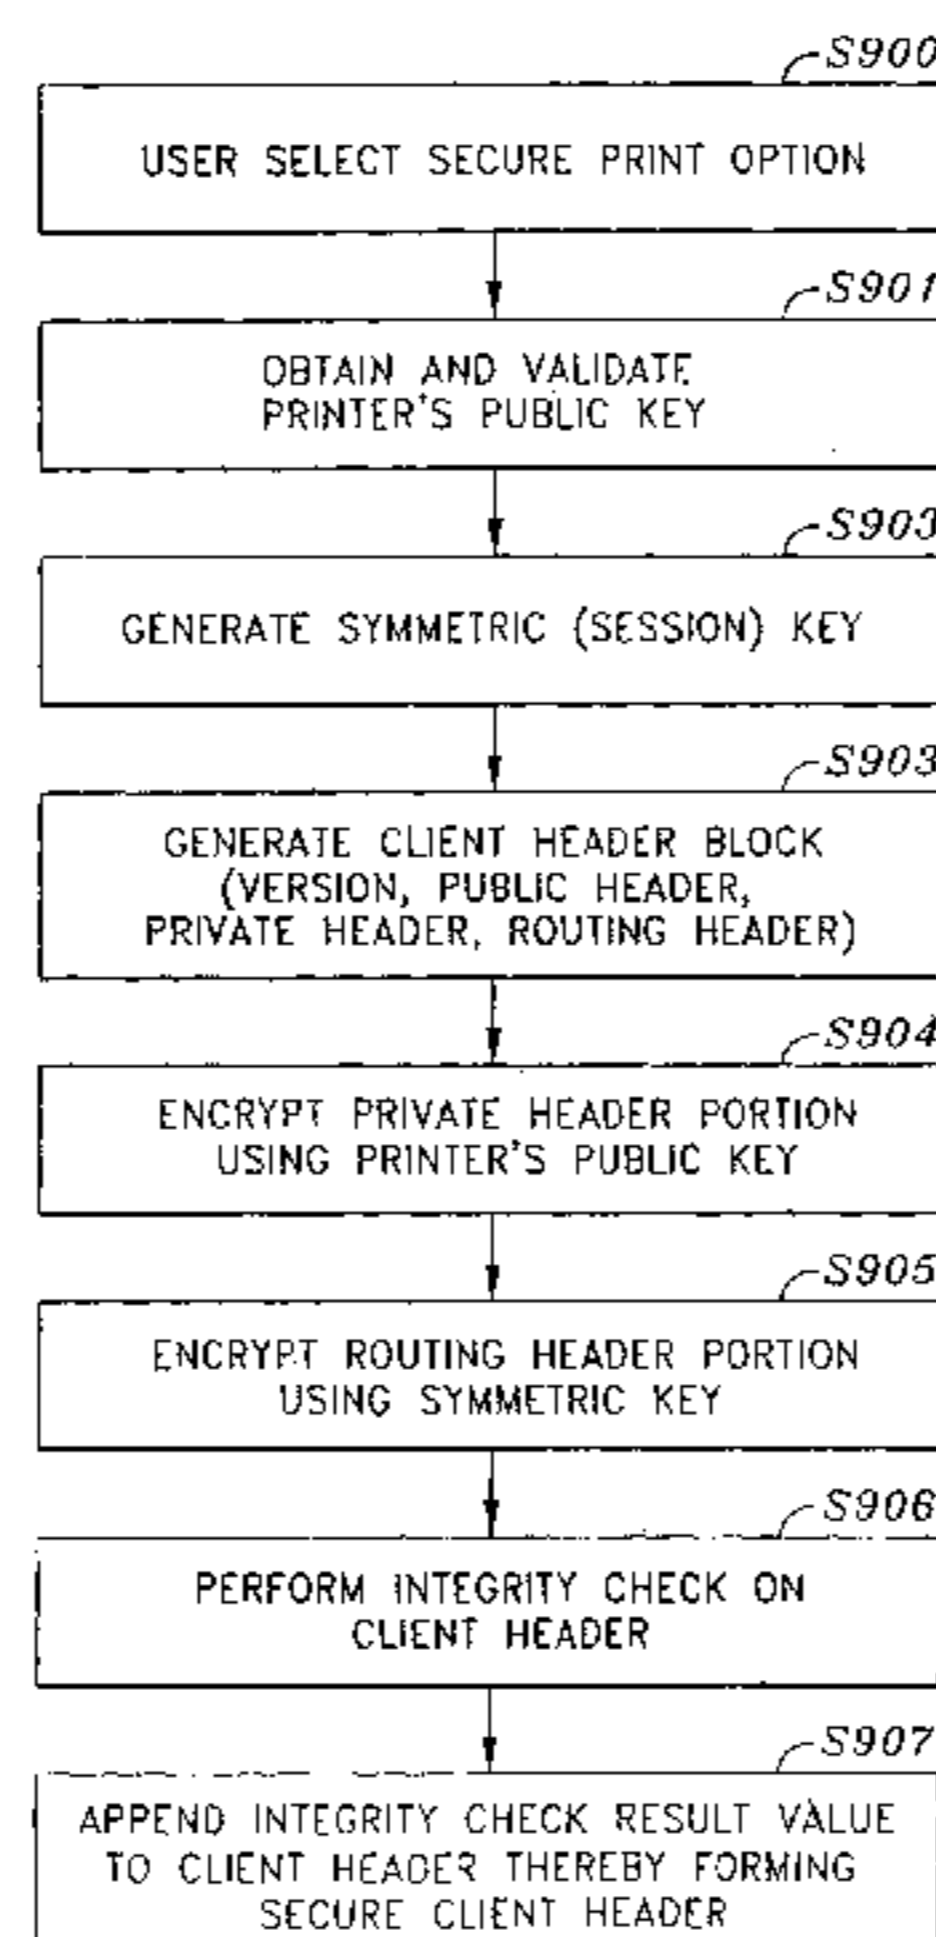 S900
USER SELECT SECURE PRINT OPTION
S901
OBTAIN AND VALIDATE
PRINTER'S PUBLIC KEY
S903
GENERATE SYMMETRIC (SESSION) KEY
S903
GENERATE CLIENT HEADER BLOCK
(VERSION, PUBLIC HEADER,
PRIVATE HEADER, ROUTING HEADER)
S904
ENCRYPT PRIVATE HEADER PORTION
USING PRINTER'S PUBLIC KEY
S905
ENCRYPT ROUTING HEADER PORTION
USING SYMMETRIC KEY
S906
PERFORM INTEGRITY CHECK ON
CLIENT HEADER
S907
APPEND INTEGRITY CHECK RESULT VALUE
TO CLIENT HEADER THEREBY FORMING
SECURE CLIENT HEADER